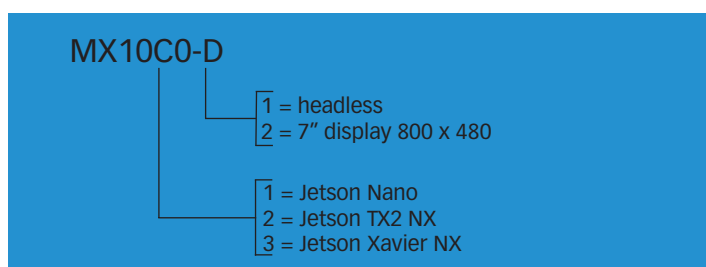 MX10C0-D
1 = headless
2 = 7" display 800 x 480
1 = Jetson Nano
2 = Jetson TX2 NX
3 = Jetson Xavier NX